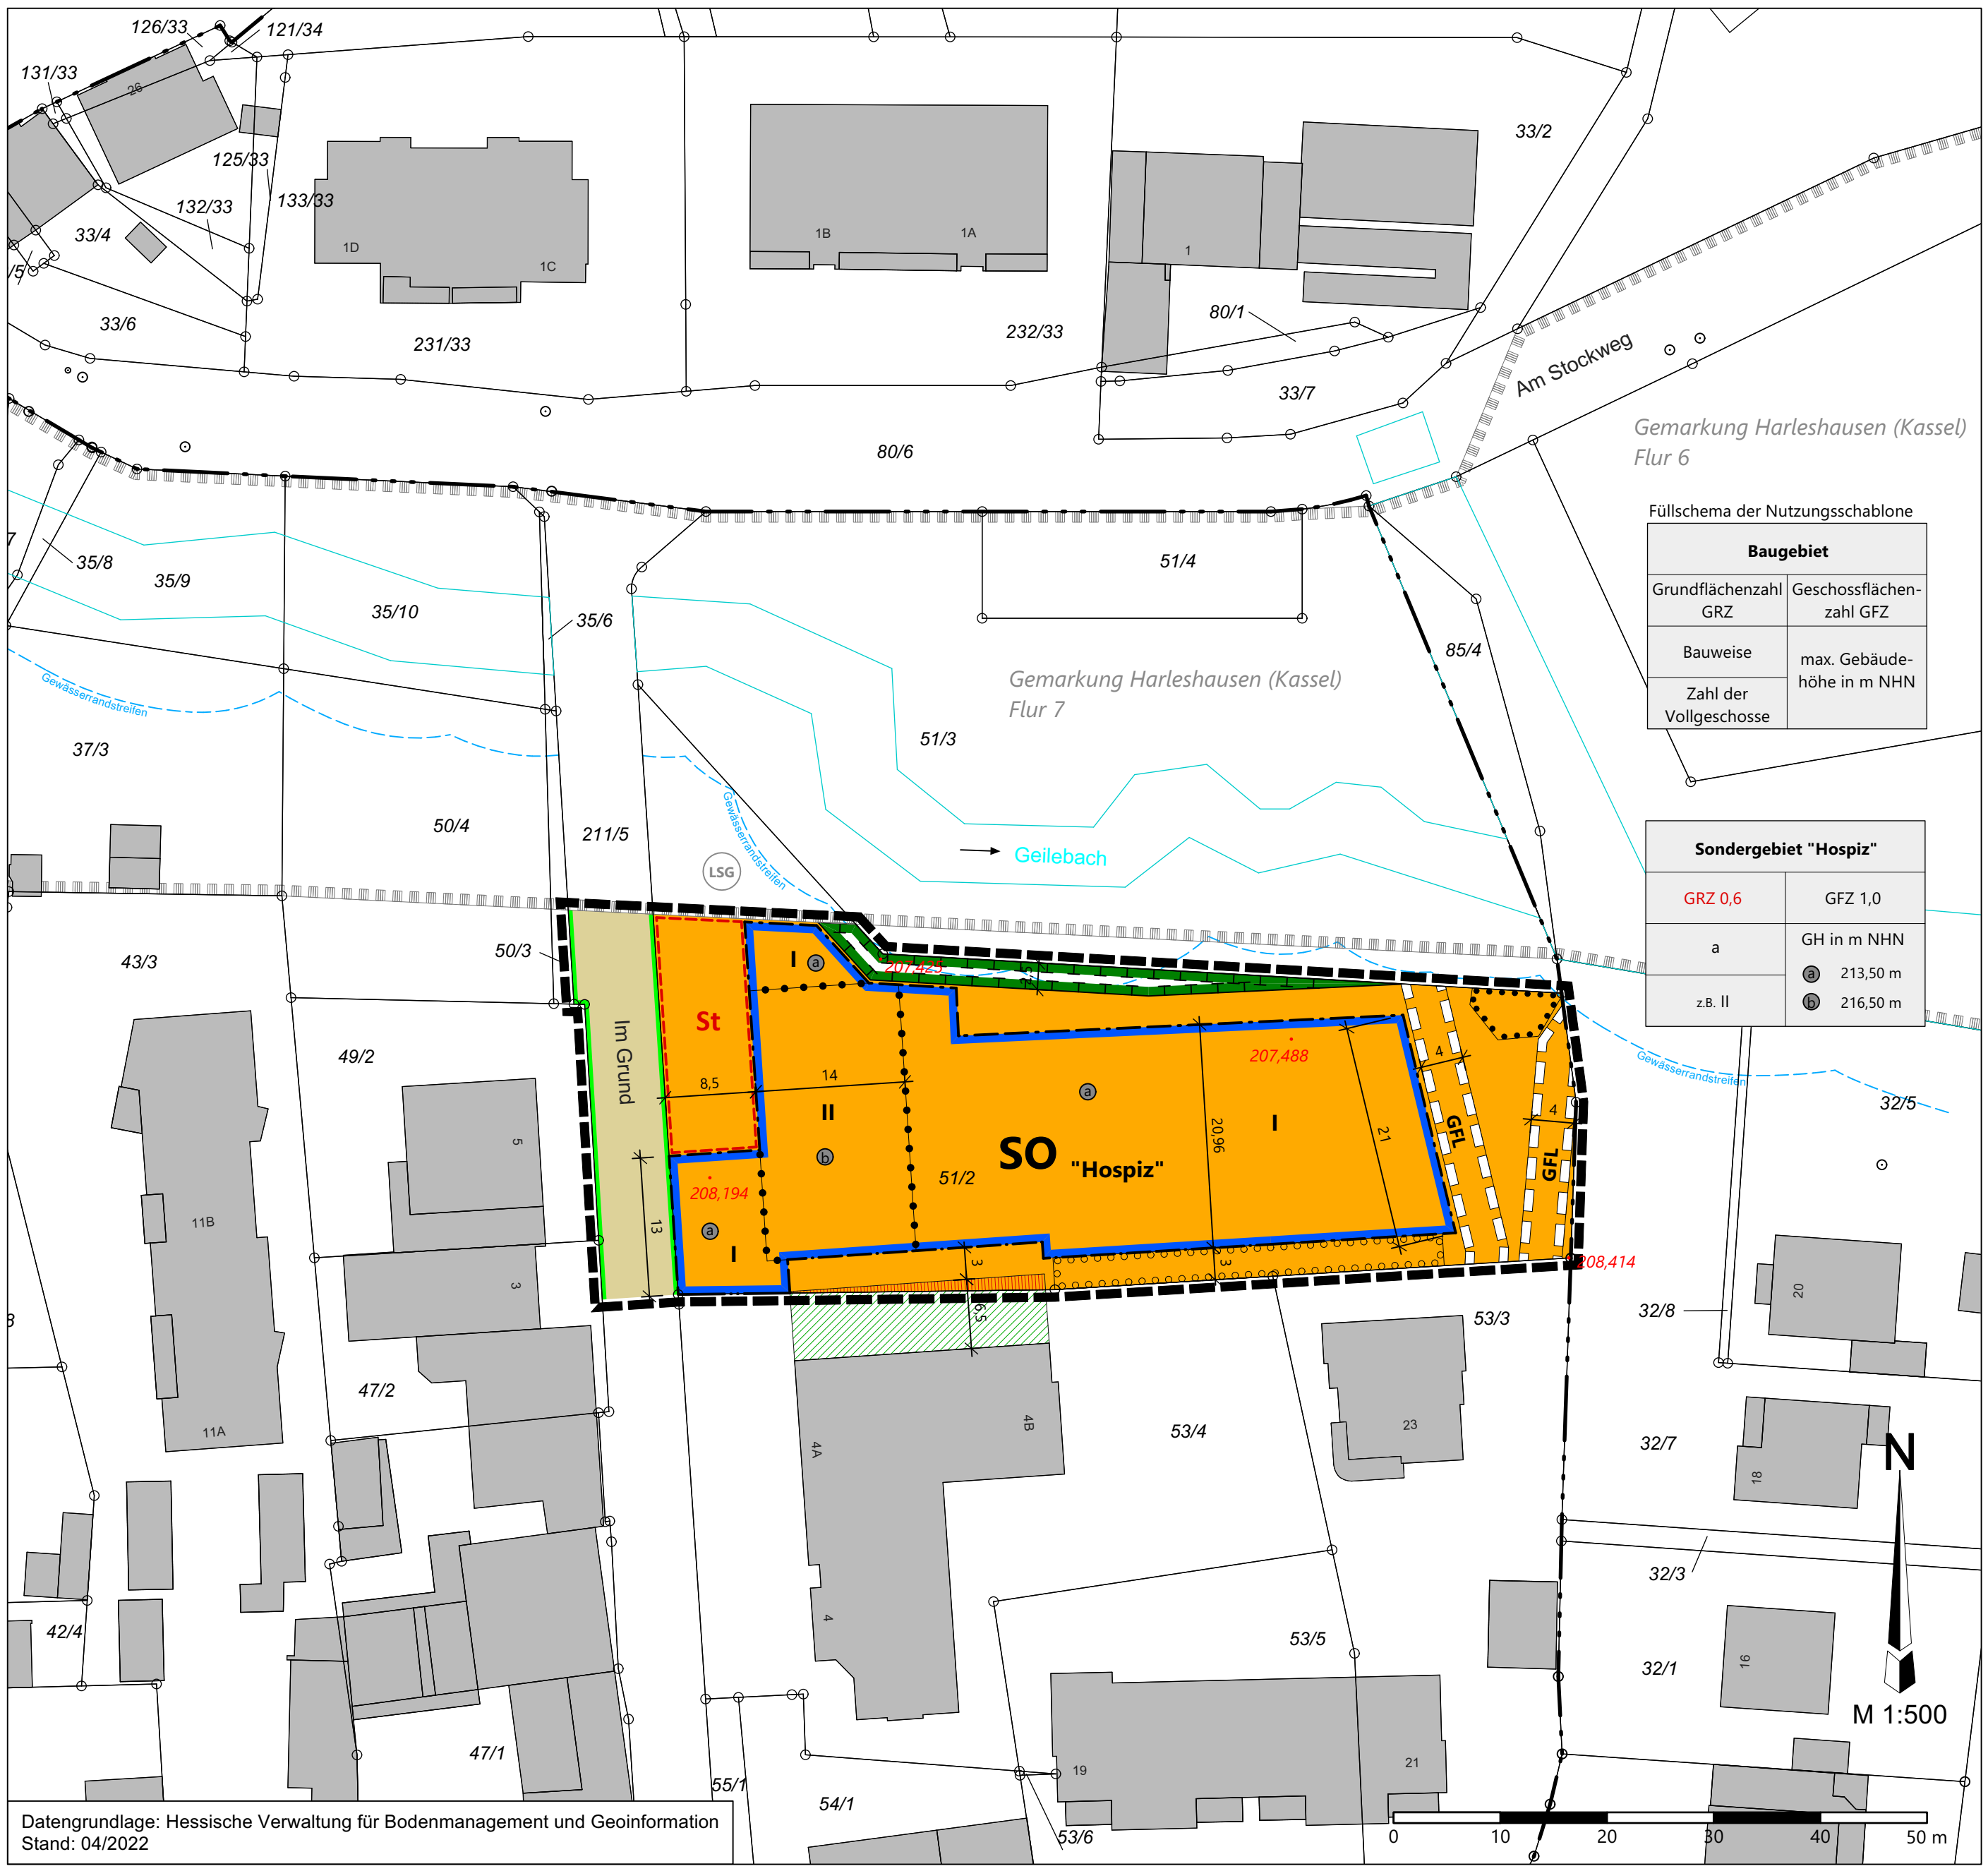 126/33
121/34
131/33
26
125/33
132/33
133/33
33/4
/5
33/6
1D
1C
231/33
1B
1A
232/33
1
33/2
80/1
33/7
Am Stockweg
80/6
Gemarkung Harleshausen (Kassel)
Flur 6
Füllschema der Nutzungsschablone
Baugebiet
Grundflächenzahl
GRZ
Geschossflächen-
zahl GFZ
Bauweise
Zahl der
Vollgeschosse
max. Gebäude-
höhe in m NHN
7
35/8
35/9
35/10
35/6
51/4
85/4
Gewässerrandstreifen
37/3
Gemarkung Harleshausen (Kassel)
Flur 7
51/3
50/4
211/5
Gewässerrandstreifen
LSG
Geilebach
Sondergebiet "Hospiz"
GRZ 0,6
GFZ 1,0
a
GH in m NHN
a 213,50 m
z.B. II
b 216,50 m
43/3
50/3
I
a
207,425
2,5
49/2
Im Grund
St
8,5
14
II
b
SO
"Hospiz"
51/2
a
207,488
I
20,96
21
4
GFL
4
GFL
Gewässerrandstreifen
32/5
208,194
a
I
13
3
3
6,5
208,414
5
3
11B
11A
47/2
53/3
32/8
20
4A
4B
4
53/4
23
32/7
18
N
32/3
42/4
53/5
32/1
16
M 1:500
47/1
55/1
54/1
53/6
19
21
0
10
20
30
40
50 m
Datengrundlage: Hessische Verwaltung für Bodenmanagement und Geoinformation
Stand: 04/2022